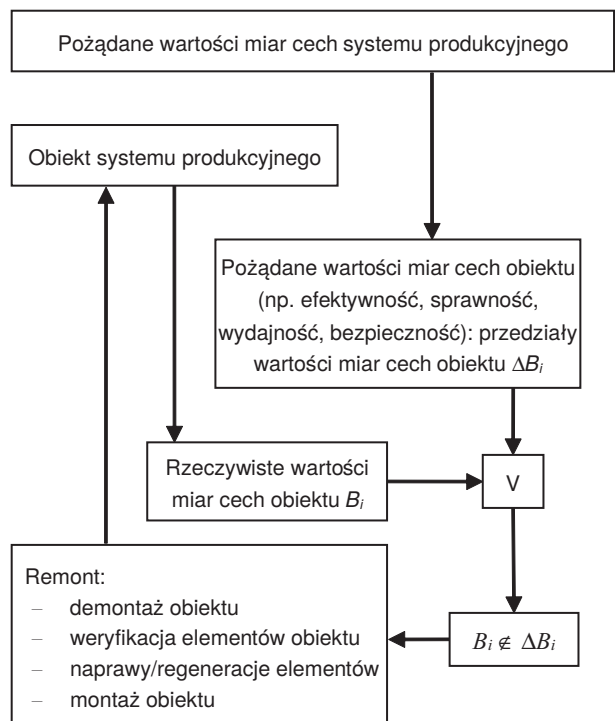 Pożądane wartości miar cech systemu produkcyjnego
Obiekt systemu produkcyjnego
Pożądane wartości miar cech obiektu
(np. efektywność, sprawność,
wydajność, bezpieczność): przedziały
wartości miar cech obiektu ΔBᵢ
Rzeczywiste wartości
miar cech obiektu Bᵢ
V
Remont:
– demontaż obiektu
– weryfikacja elementów obiektu
– naprawy/regeneracje elementów
– montaż obiektu
Bᵢ ∉ ΔBᵢ